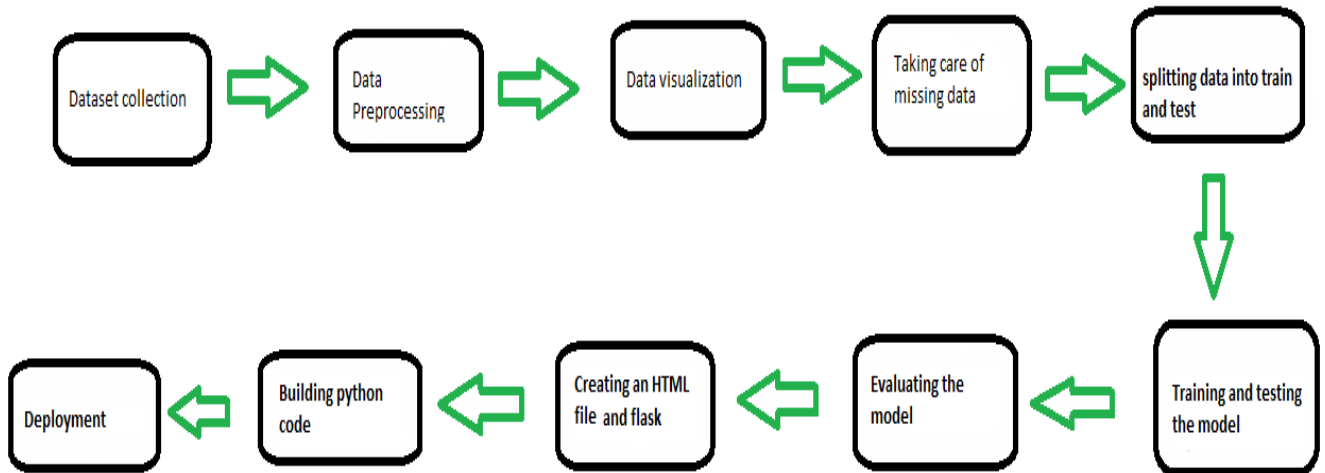 Dataset collection
Data
Preprocessing
Data visualization
Taking care of
missing data
splitting data into train
and test
Training and testing
the model
Evaluating the
model
Creating an HTML
file and flask
Building python
code
Deployment